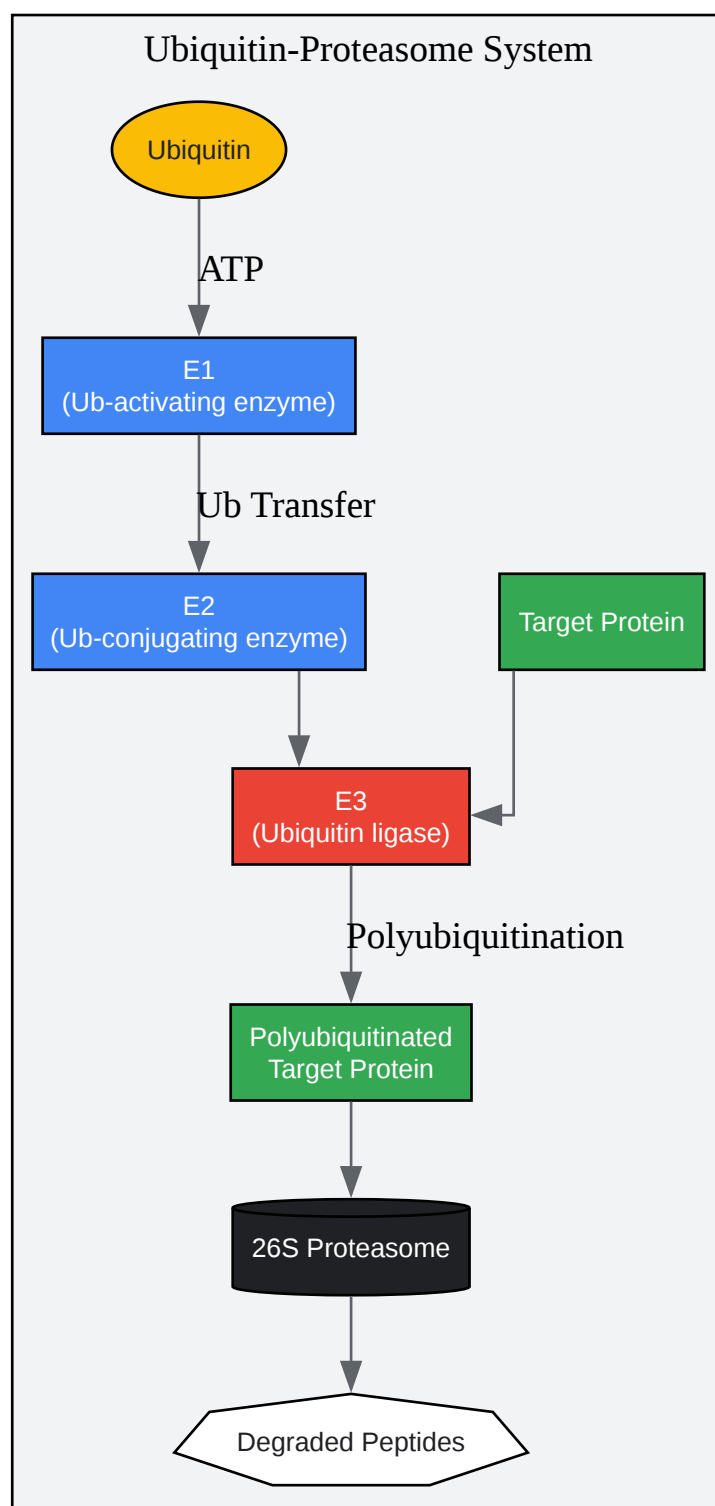 Ubiquitin-Proteasome System
Ubiquitin
ATP
E1
(Ub-activating enzyme)
Ub Transfer
E2
(Ub-conjugating enzyme)
Target Protein
E3
(Ubiquitin ligase)
Polyubiquitination
Polyubiquitinated
Target Protein
26S Proteasome
Degraded Peptides